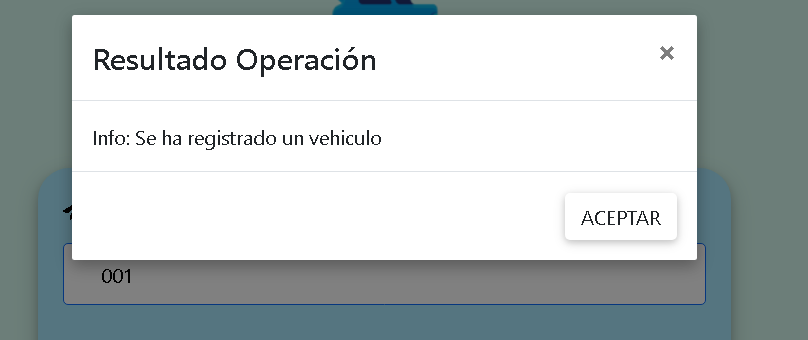 Resultado Operación
×
Info: Se ha registrado un vehiculo
ACEPTAR
001